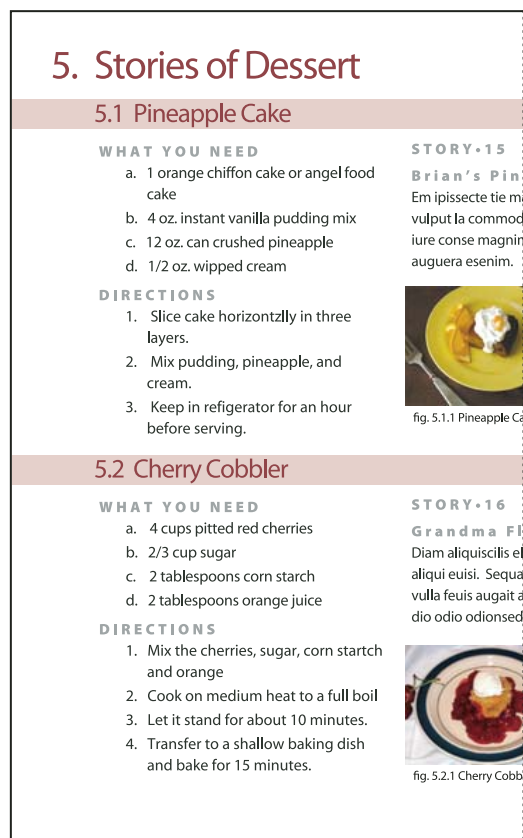 5. Stories of Dessert
5.1 Pineapple Cake
WHAT YOU NEED
a. 1 orange chiffon cake or angel food
cake
b. 4 oz. instant vanilla pudding mix
c. 12 oz. can crushed pineapple
d. 1/2 oz. wipped cream
DIRECTIONS
1. Slice cake horizontzlly in three
layers.
2. Mix pudding, pineapple, and
cream.
3. Keep in refigerator for an hour
before serving.
STORY•15
Brian's
Em ipissecte tie
vulput la
iure conse
auguera esenim.
fig. 5.1.1 Pineapple
5.2 Cherry Cobbler
WHAT YOU NEED
a. 4 cups pitted red cherries
b. 2/3 cup sugar
c. 2 tablespoons corn starch
d. 2 tablespoons orange juice
DIRECTIONS
1. Mix the cherries, sugar, corn startch
and orange
2. Cook on medium heat to a full boil
3. Let it stand for about 10 minutes.
4. Transfer to a shallow baking dish
and bake for 15 minutes.
STORY•16
Grandma
Diam aliquiscilis
aliqui euisi.
vulla feuis augait
dio odio
fig. 5.2.1 Cherry